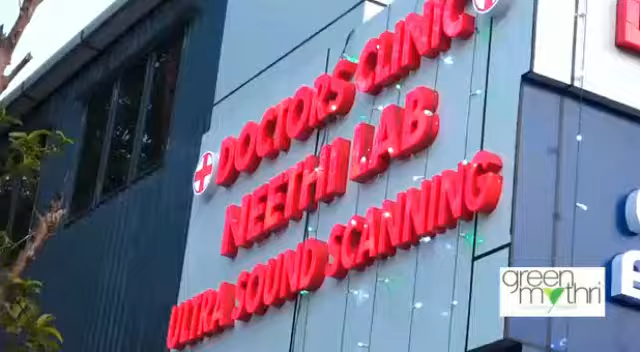 DOCTORS CLINIC
NEETHI LAB
ULTRA SOUND SCANNING
green
mythri